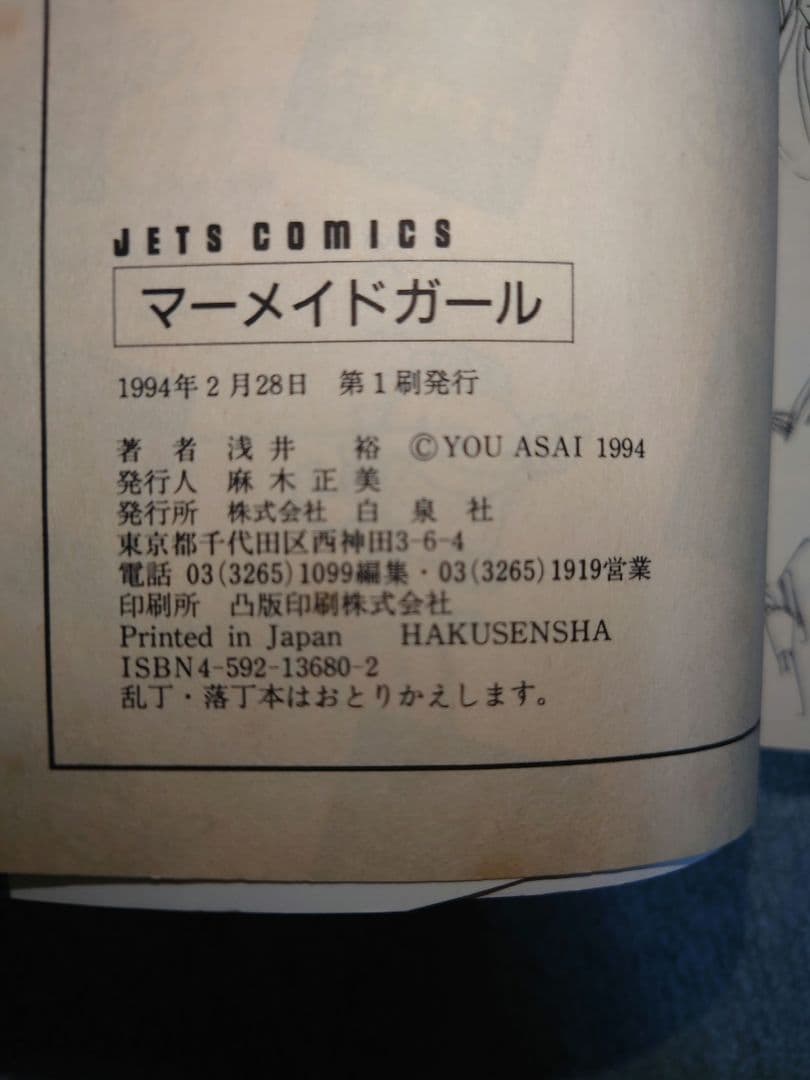 JETS COMICS
マーメイドガール
1994年2月28日 第1刷発行
著者 浅井 裕 ©YOU ASAI 1994
発行人 麻木正美
発行所 株式会社 白泉社
東京都千代田区西神田3-6-4
電話 03(3265)1099編集・03(3265)1919営業
印刷所 凸版印刷株式会社
Printed in Japan HAKUSENSHA
ISBN4-592-13680-2
乱丁・落丁本はおとりかえします。